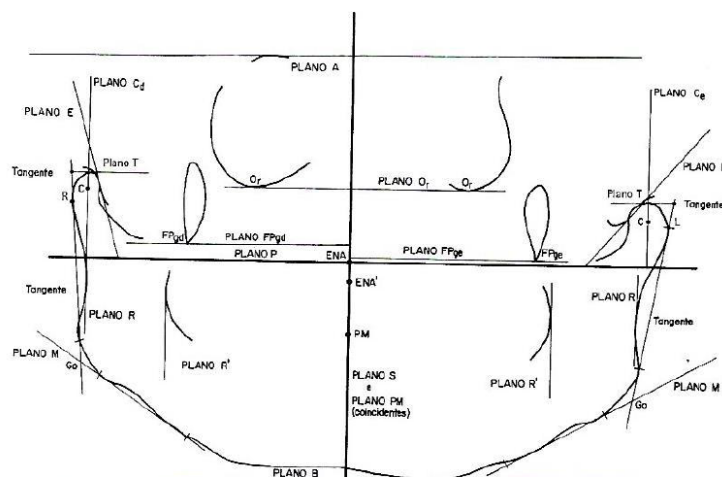 PLANO A
PLANO Cd
PLANO Ce
PLANO E
Tangente
Plano T
Or
PLANO Or
Or
Plano T
Tangente
R
C
C
L
FPgd
PLANO FPgd
PLANO P
ENA
PLANO FPge
FPge
ENA'
Tangente
PLANO R
PLANO R
Tangente
PM
PLANO M
Go
PLANO R'
PLANO S
e
PLANO PM
(coincidentes)
PLANO R'
PLANO M
Go
PLANO B